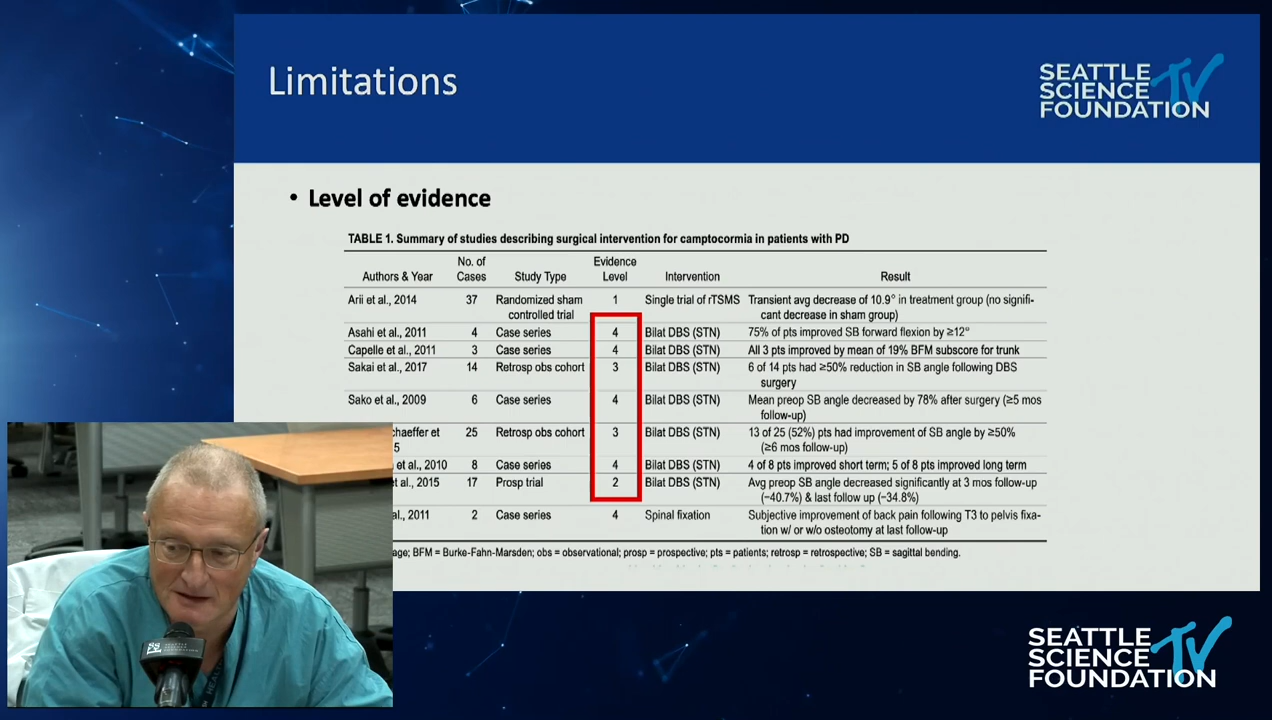 Limitations
SEATTLE
SCIENCE TV
FOUNDATION
• Level of evidence
TABLE 1. Summary of studies describing surgical intervention for camptocormia in patients with PD
Authors & Year No. of Cases Study Type Evidence Level Intervention Result
Arii et al., 2014 37 Randomized sham controlled trial 1 Single trial of rTSMS Transient avg decrease of 10.9° in treatment group (no significant decrease in sham group)
Asahi et al., 2011 4 Case series 4 Bilat DBS (STN) 75% of pts improved SB forward flexion by ≥12°
Capelle et al., 2011 3 Case series 4 Bilat DBS (STN) All 3 pts improved by mean of 19% BFM subscore for trunk
Sakai et al., 2017 14 Retrosp obs cohort 3 Bilat DBS (STN) 6 of 14 pts had ≥50% reduction in SB angle following DBS surgery
Sako et al., 2009 6 Case series 4 Bilat DBS (STN) Mean preop SB angle decreased by 78% after surgery (≥5 mos follow-up)
chaeffer et 5 25 Retrosp obs cohort 3 Bilat DBS (STN) 13 of 25 (52%) pts had improvement of SB angle by ≥50% (≥6 mos follow-up)
et al., 2010 8 Case series 4 Bilat DBS (STN) 4 of 8 pts improved short term; 5 of 8 pts improved long term
et al., 2015 17 Prosp trial 2 Bilat DBS (STN) Avg preop SB angle decreased significantly at 3 mos follow-up (−40.7%) & last follow up (−34.8%)
al., 2011 2 Case series 4 Spinal fixation Subjective improvement of back pain following T3 to pelvis fixation w/ or w/o osteotomy at last follow-up
age; BFM = Burke-Fahn-Marsden; obs = observational; prosp = prospective; pts = patients; retrosp = retrospective; SB = sagittal bending.
SEATTLE
SCIENCE TV
FOUNDATION